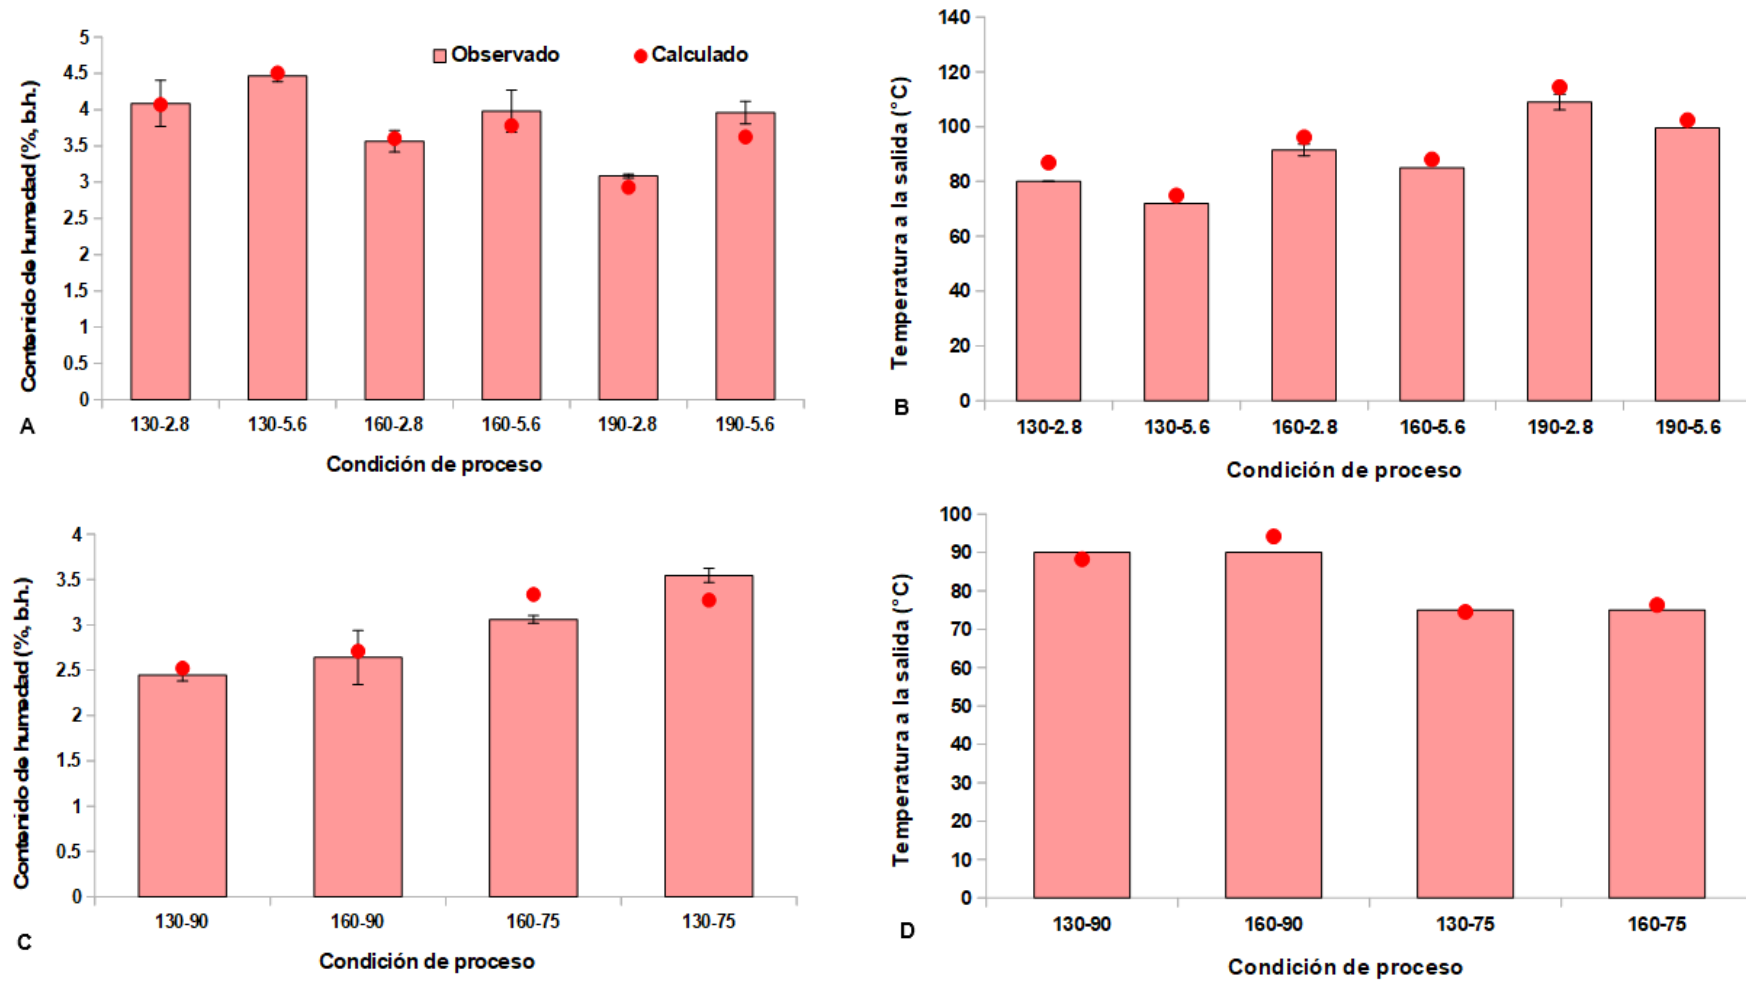 5
4.5
4
3.5
3
2.5
2
1.5
1
0.5
0
Contenido de humedad (%, b.h.)
Observado
Calculado
130-2.8 130-5.6 160-2.8 160-5.6 190-2.8 190-5.6
Condición de proceso
A
140
120
100
80
60
40
20
0
Temperatura a la salida (°C)
130-2.8 130-5.6 160-2.8 160-5.6 190-2.8 190-5.6
Condición de proceso
B
4
3.5
3
2.5
2
1.5
1
0.5
0
Contenido de humedad (%, b.h.)
130-90 160-90 160-75 130-75
Condición de proceso
C
100
90
80
70
60
50
40
30
20
10
0
Temperatura a la salida (°C)
130-90 160-90 130-75 160-75
Condición de proceso
D